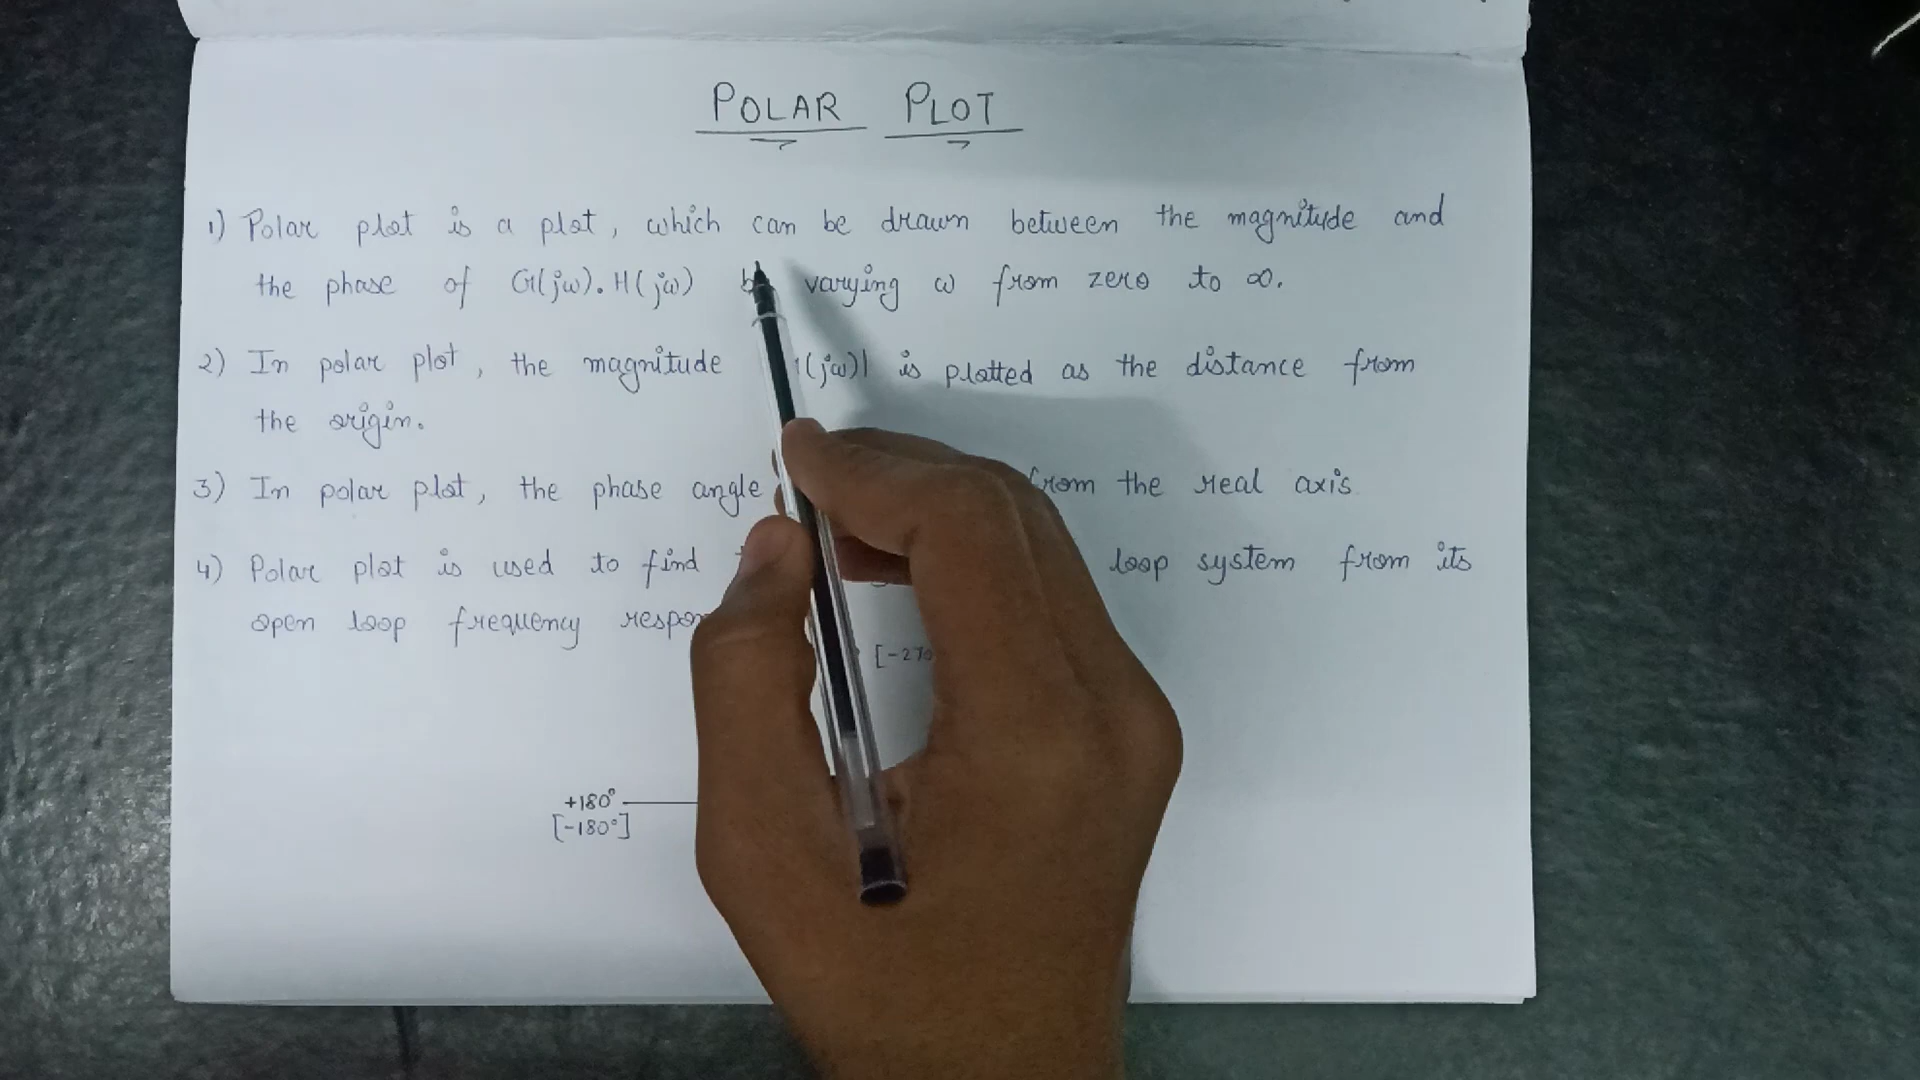 POLAR PLOT
1) Polar plot is a plot, which can be drawn between the magnitude and
the phase of G(jω).H(jω) varying ω from zero to ∞.
2) In polar plot, the magnitude (jω)| is plotted as the distance from
the origin.
3) In polar plot, the phase angle from the real axis
4) Polar plot is used to find loop system from its
open loop frequency
[-270
+180°
[-180°]